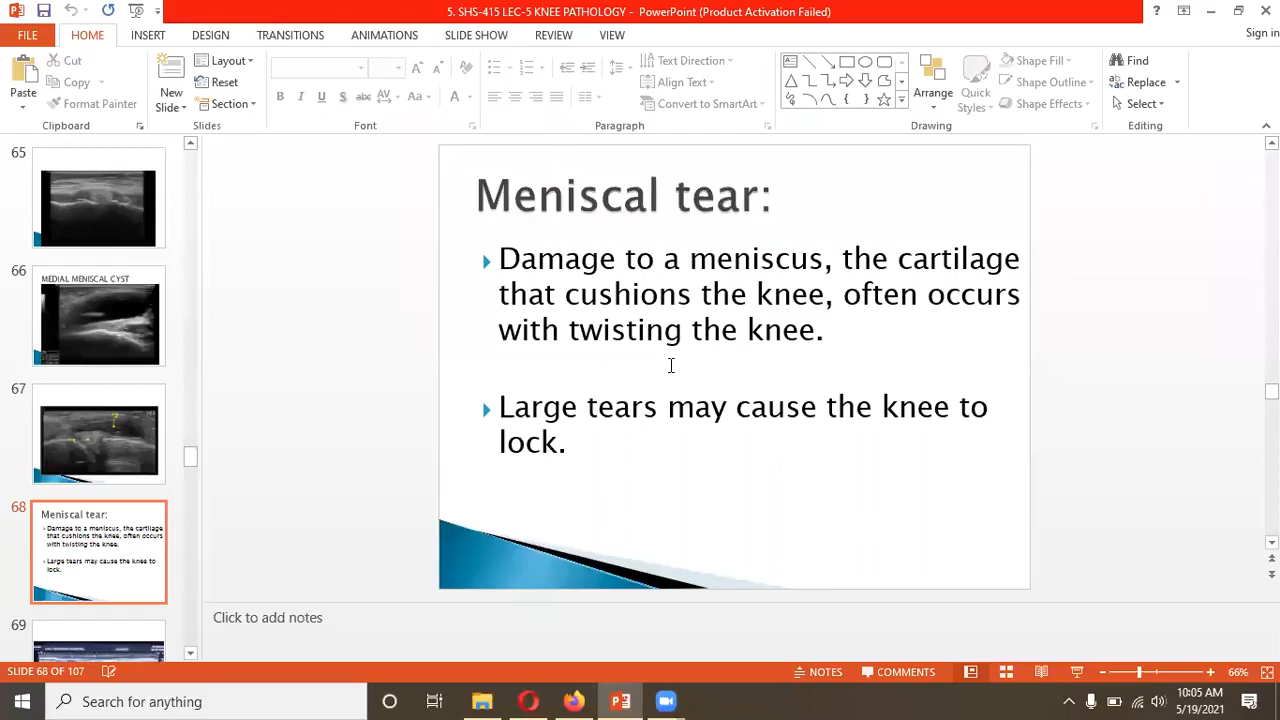 5. SHS-415 LEC-5 KNEE PATHOLOGY - PowerPoint (Product Activation Failed)
?
FILE HOME INSERT DESIGN TRANSITIONS ANIMATIONS SLIDE SHOW REVIEW VIEW Sign in
Paste
Cut
Copy
Format Painter
Clipboard
New
Slide
Layout
Reset
Section
Slides
B I U S abc AV Aa A
Font
Text Direction
Align Text
Convert to SmartArt
Paragraph
Arrange
Quick
Styles
Shape Fill
Shape Outline
Shape Effects
Drawing
Find
Replace
Select
Editing
65
66
MEDIAL MENISCAL CYST
67
68
Meniscal tear:
Damage to a meniscus, the cartilage
that cushions the knee, often occurs
with twisting the knee.
Large tears may cause the knee to
lock.
69
Meniscal tear:
Damage to a meniscus, the cartilage
that cushions the knee, often occurs
with twisting the knee.
Large tears may cause the knee to
lock.
Click to add notes
SLIDE 68 OF 107 NOTES COMMENTS 66%
Search for anything
10:05 AM
5/19/2021